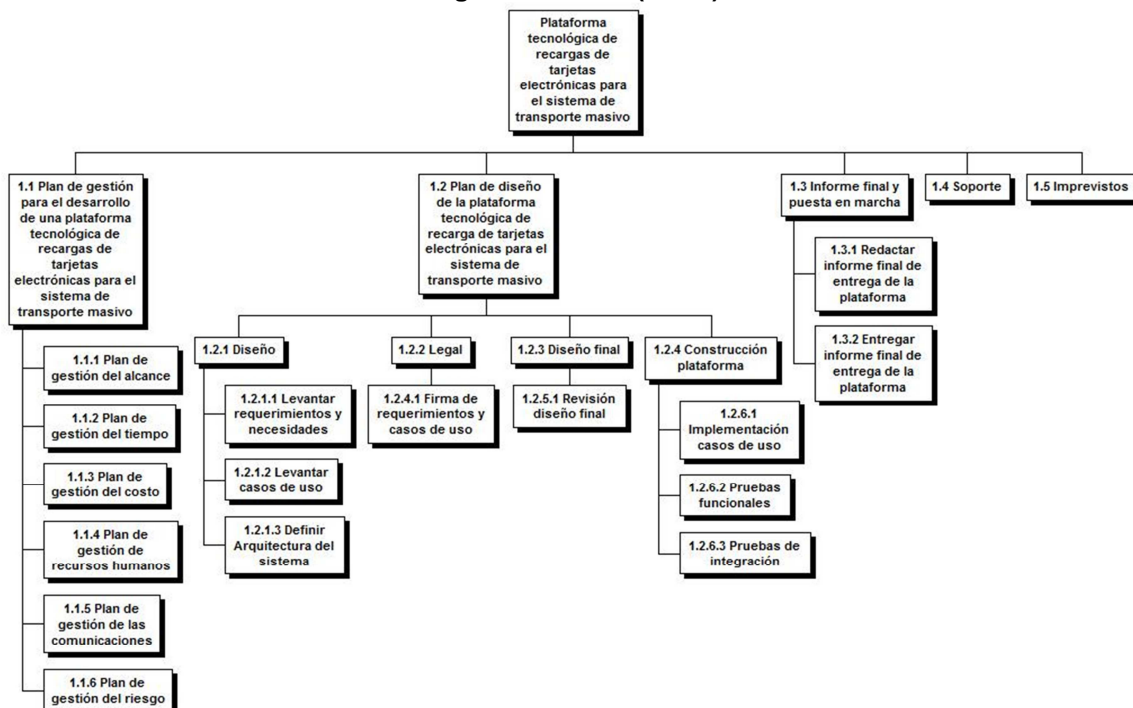 Plataforma
tecnológica de
recargas de
tarjetas
electrónicas para
el sistema de
transporte masivo
1.1 Plan de gestión
para el desarrollo
de una plataforma
tecnológica de
recargas de
tarjetas
electrónicas para el
sistema de
transporte masivo
1.2 Plan de diseño
de la plataforma
tecnológica de
recarga de tarjetas
electrónicas para el
sistema de
transporte masivo
1.3 Informe final y
puesta en marcha
1.4 Soporte
1.5 Imprevistos
1.1.1 Plan de
gestión del alcance
1.1.2 Plan de
gestión del tiempo
1.1.3 Plan de
gestión del costo
1.1.4 Plan de
gestión de
recursos humanos
1.1.5 Plan de
gestión de las
comunicaciones
1.1.6 Plan de
gestión del riesgo
1.2.1 Diseño
1.2.1.1 Levantar
requerimientos y
necesidades
1.2.1.2 Levantar
casos de uso
1.2.1.3 Definir
Arquitectura del
sistema
1.2.2 Legal
1.2.4.1 Firma de
requerimientos y
casos de uso
1.2.3 Diseño final
1.2.5.1 Revisión
diseño final
1.2.4 Construcción
plataforma
1.2.6.1
Implementación
casos de uso
1.2.6.2 Pruebas
funcionales
1.2.6.3 Pruebas de
integración
1.3.1 Redactar
informe final de
entrega de la
plataforma
1.3.2 Entregar
informe final de
entrega de la
plataforma